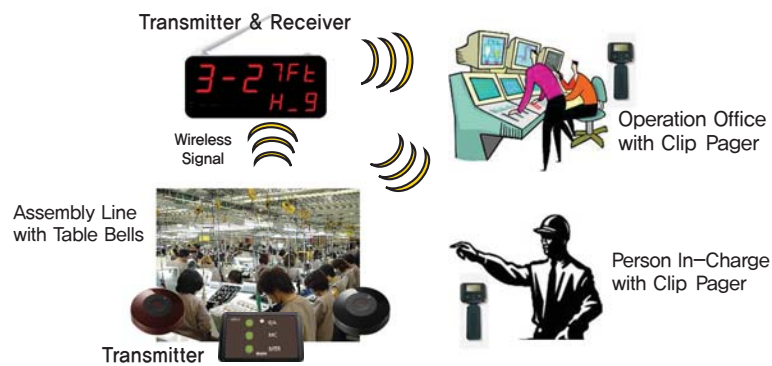 Transmitter & Receiver
3-2 7Ft
H_9
Wireless
Signal
Operation Office
with Clip Pager
Assembly Line
with Table Bells
Person In-Charge
with Clip Pager
MC
Transmitter